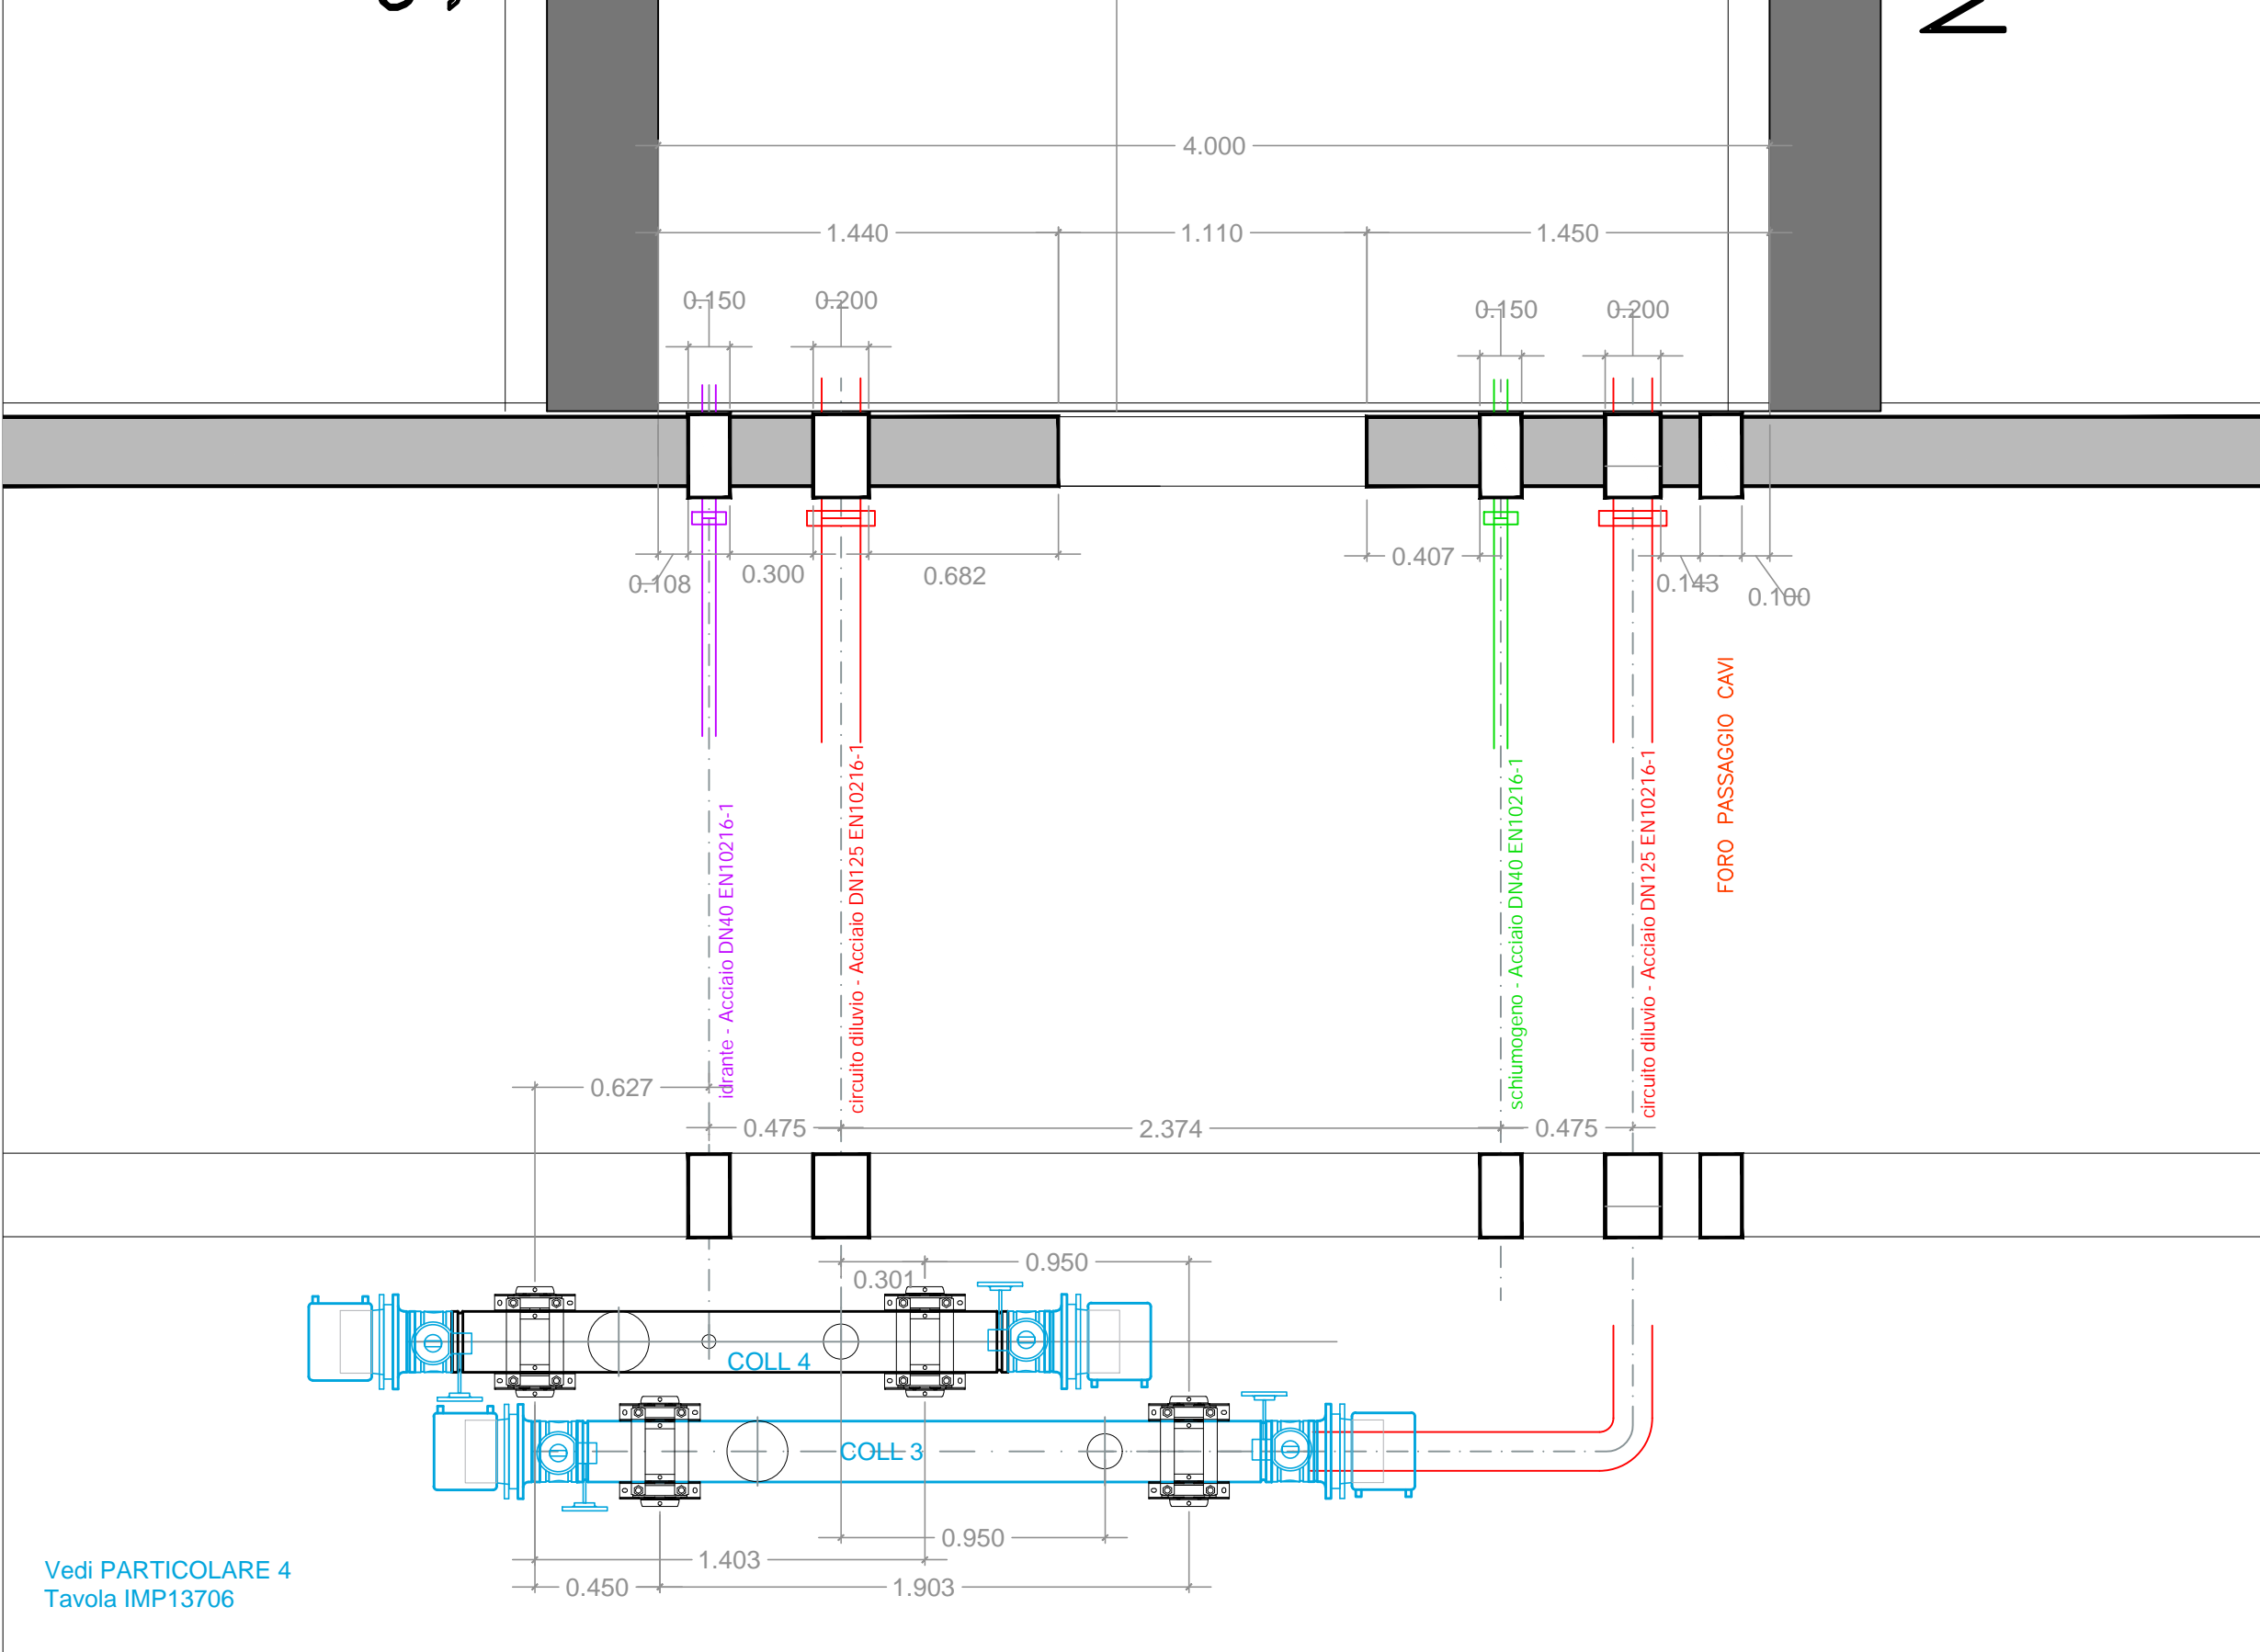 4.000
1.440
1.110
1.450
0.150
0.200
0.150
0.200
0.108
0.300
0.682
0.407
0.143
0.100
idrante - Acciaio DN40 EN10216-1
circuito diluvio - Acciaio DN125 EN10216-1
schiumogeno - Acciaio DN40 EN10216-1
circuito diluvio - Acciaio DN125 EN10216-1
FORO PASSAGGIO CAVI
0.627
0.475
2.374
0.475
0.950
0.301
COLL 4
COLL 3
0.950
1.403
0.450
1.903
Vedi PARTICOLARE 4
Tavola IMP13706